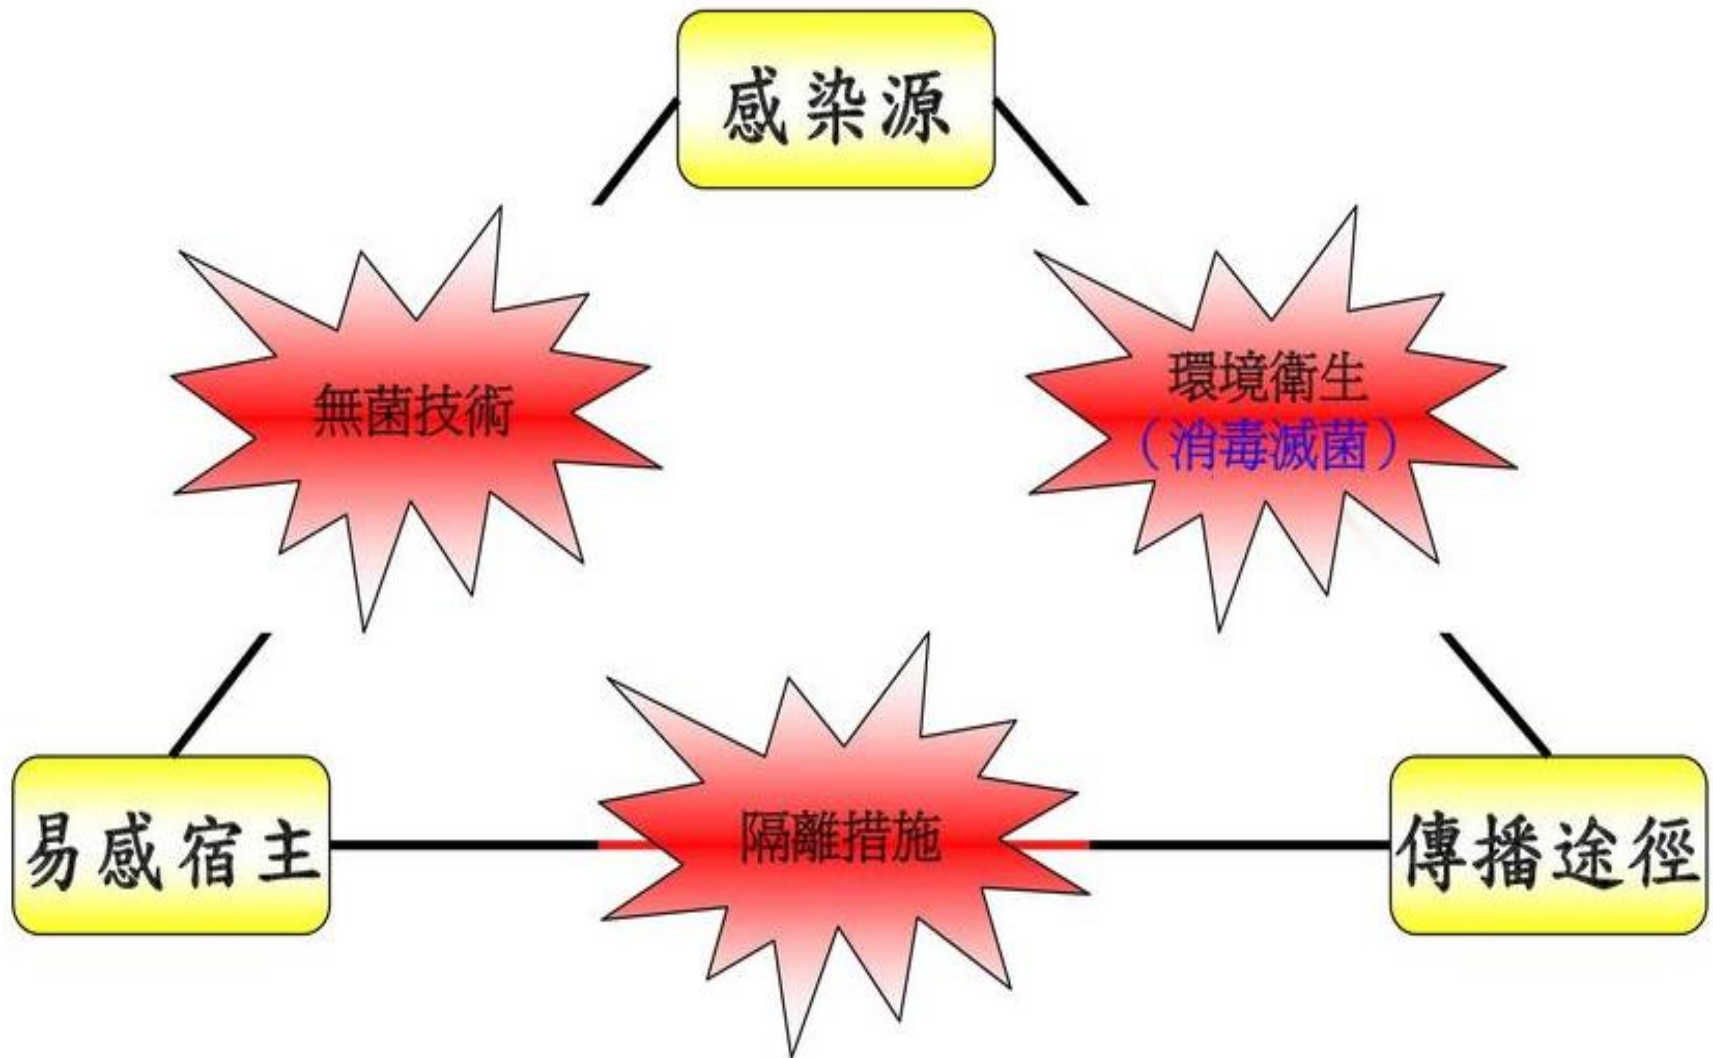 感染源
無菌技術
環境衛生
（消毒滅菌）
隔離措施
易感宿主
傳播途徑